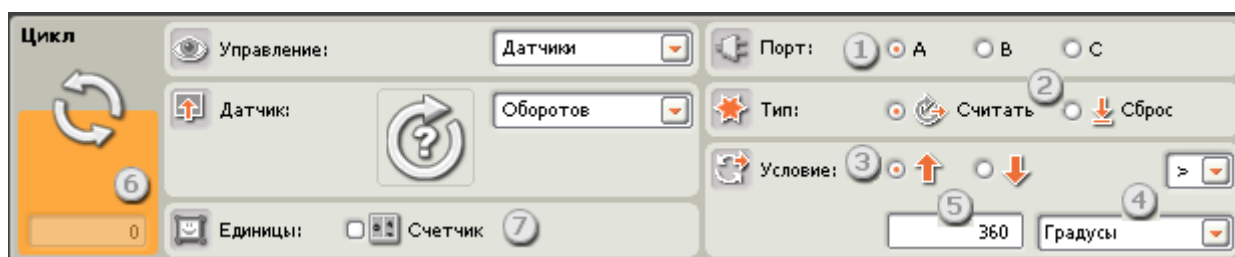 Цикл
6
0
Управление: Датчики
Датчик: ? Оборотов
Единицы: Счетчик 7
Порт: 1 A B C
2
Тип: Считать Сброс
Условие: 3 >
5 4
360 Градусы